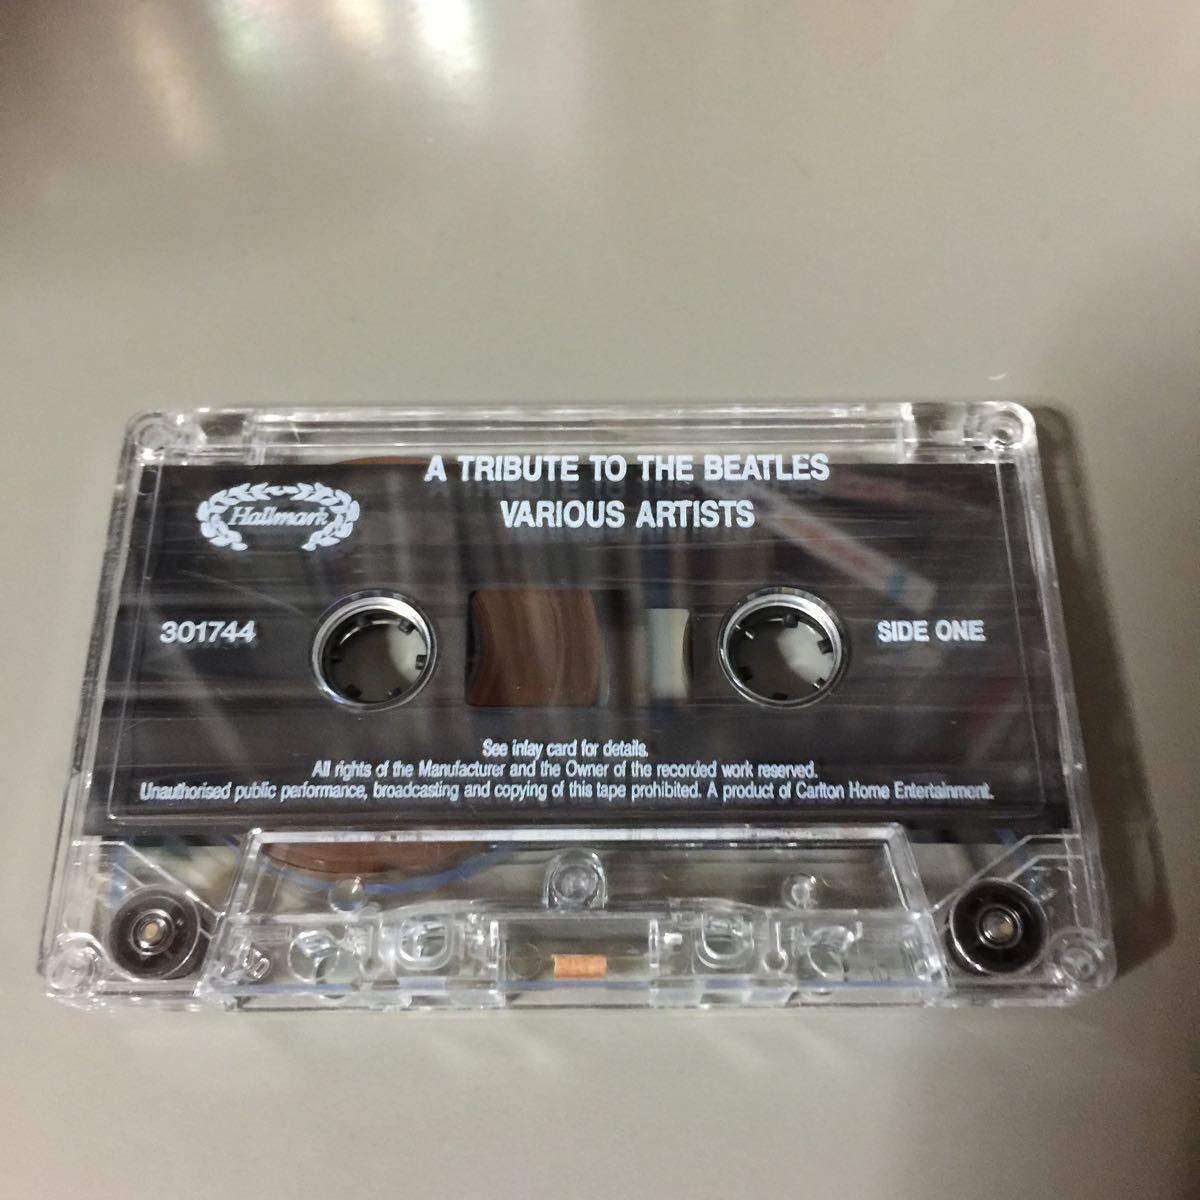 A TRIBUTE TO THE BEATLES
VARIOUS ARTISTS
Hallmark
301744
SIDE ONE
See inlay card for details.
All rights of the Manufacturer and the Owner of the recorded work reserved.
Unauthorised public performance, broadcasting and copying of this tape prohibited. A product of Carlton Home Entertainment.